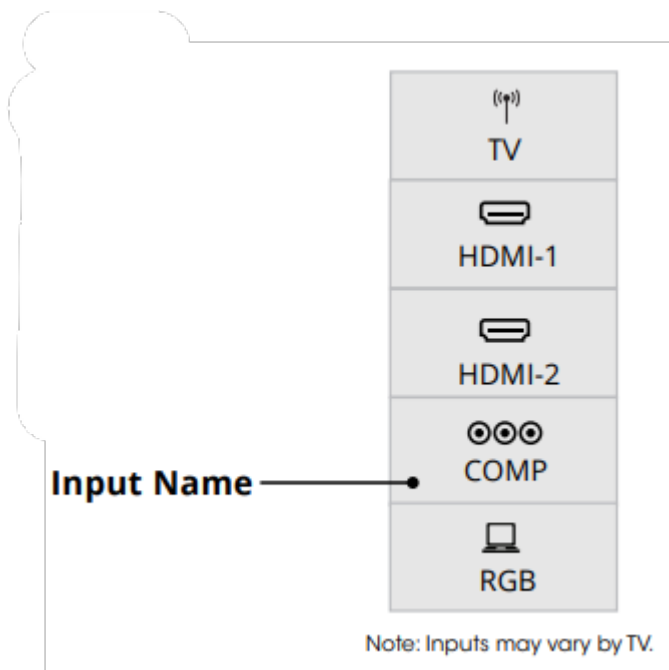 TV
HDMI-1
HDMI-2
COMP
Input Name
RGB
Note: Inputs may vary by TV.